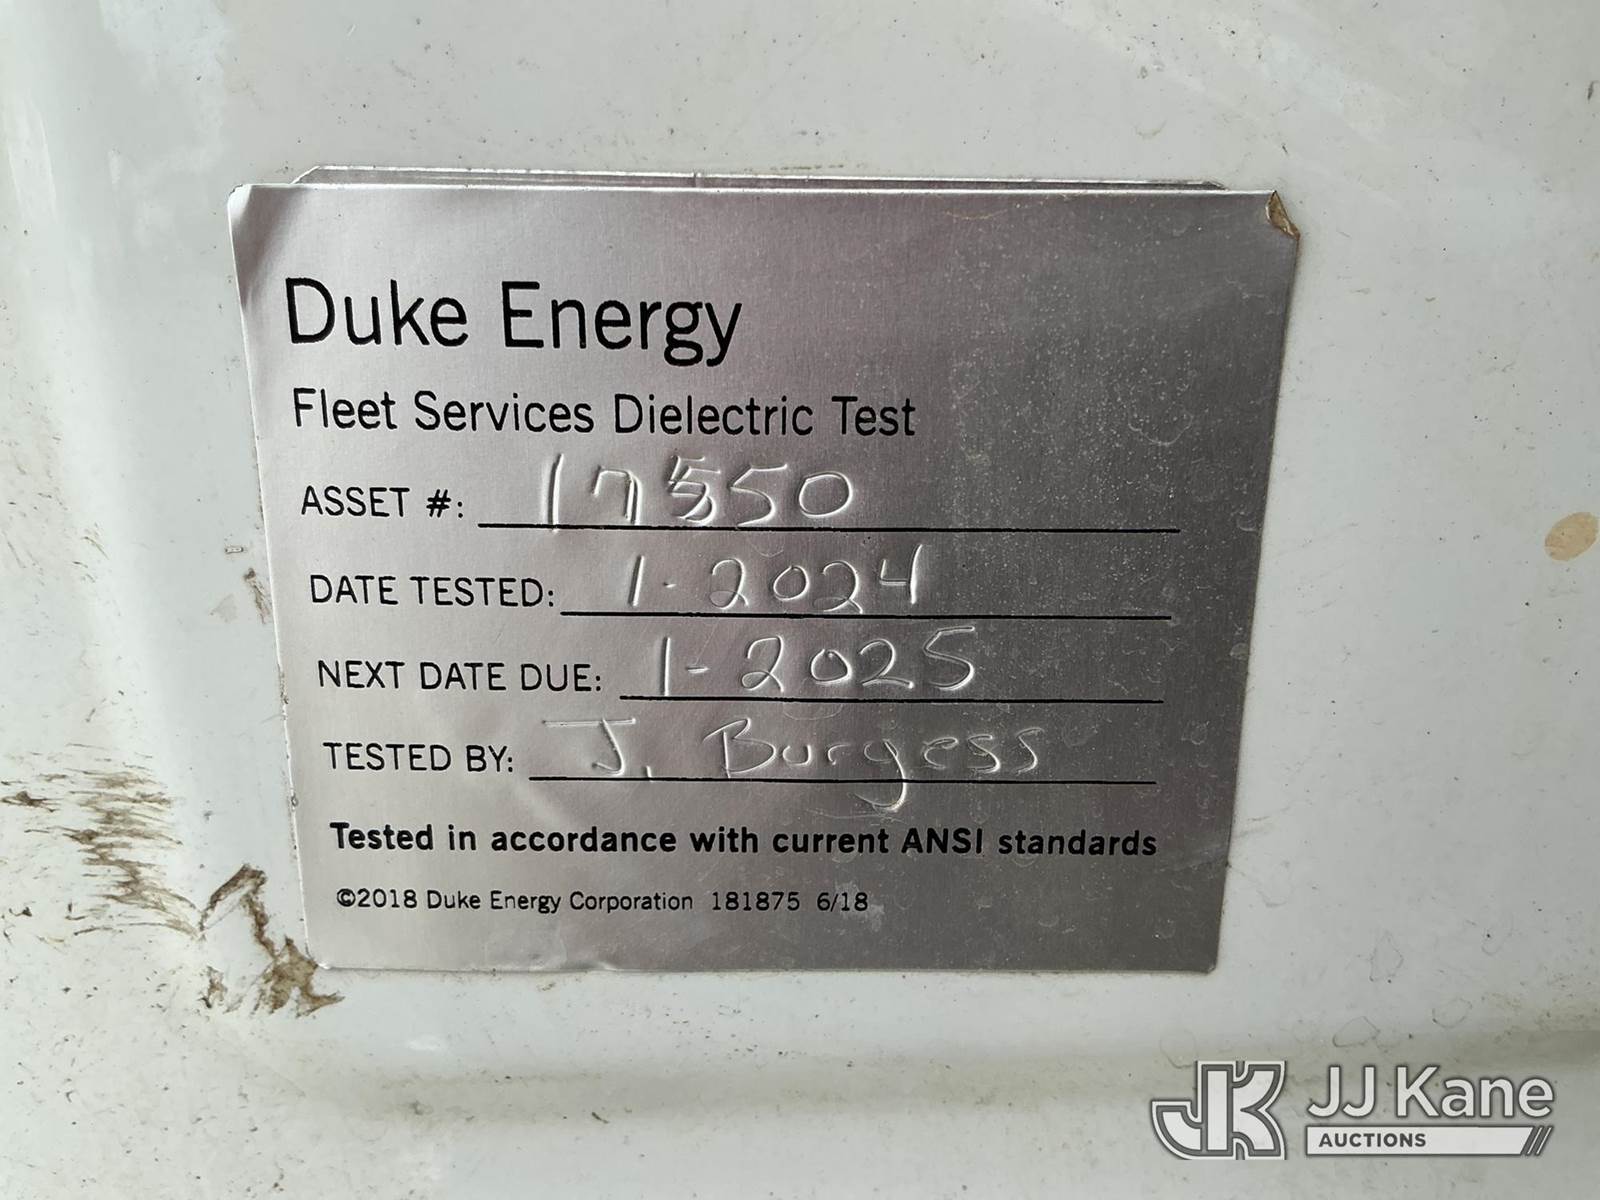 Duke Energy
Fleet Services Dielectric Test
ASSET #: 17550
DATE TESTED: 1-2024
NEXT DATE DUE: 1-2025
TESTED BY: J. Burgess
Tested in accordance with current ANSI standards
©2018 Duke Energy Corporation 181875 6/18
JK JJ Kane
AUCTIONS